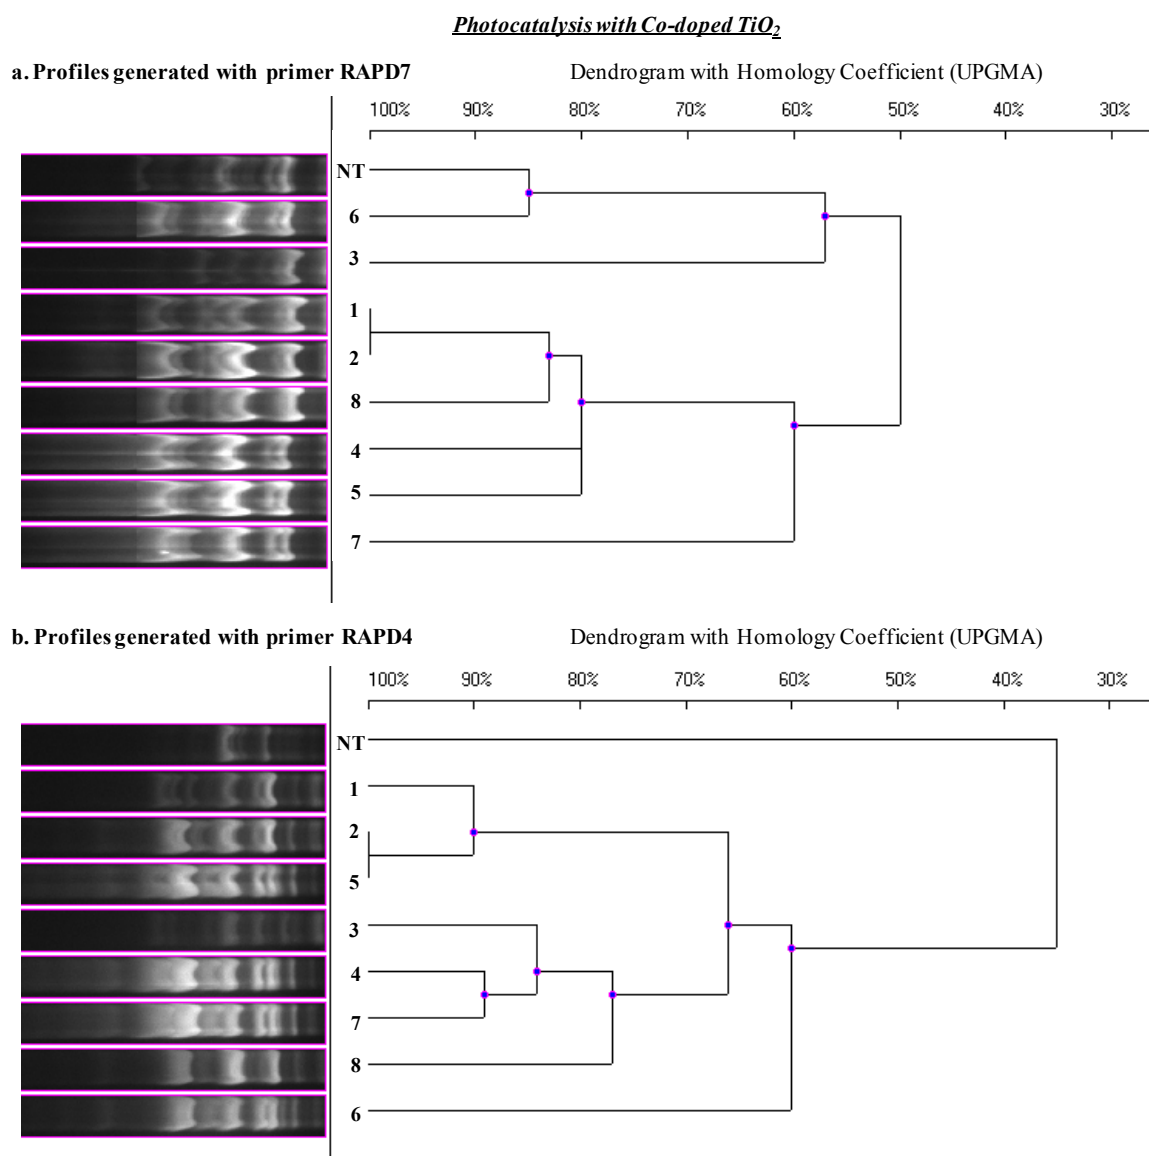 Photocatalysis with Co-doped TiO2
a. Profiles generated with primer RAPD7
Dendrogram with Homology Coefficient (UPGMA)
100% 90% 80% 70% 60% 50% 40% 30%
NT
6
3
1
2
8
4
5
7
b. Profiles generated with primer RAPD4
Dendrogram with Homology Coefficient (UPGMA)
100% 90% 80% 70% 60% 50% 40% 30%
NT
1
2
5
3
4
7
8
6